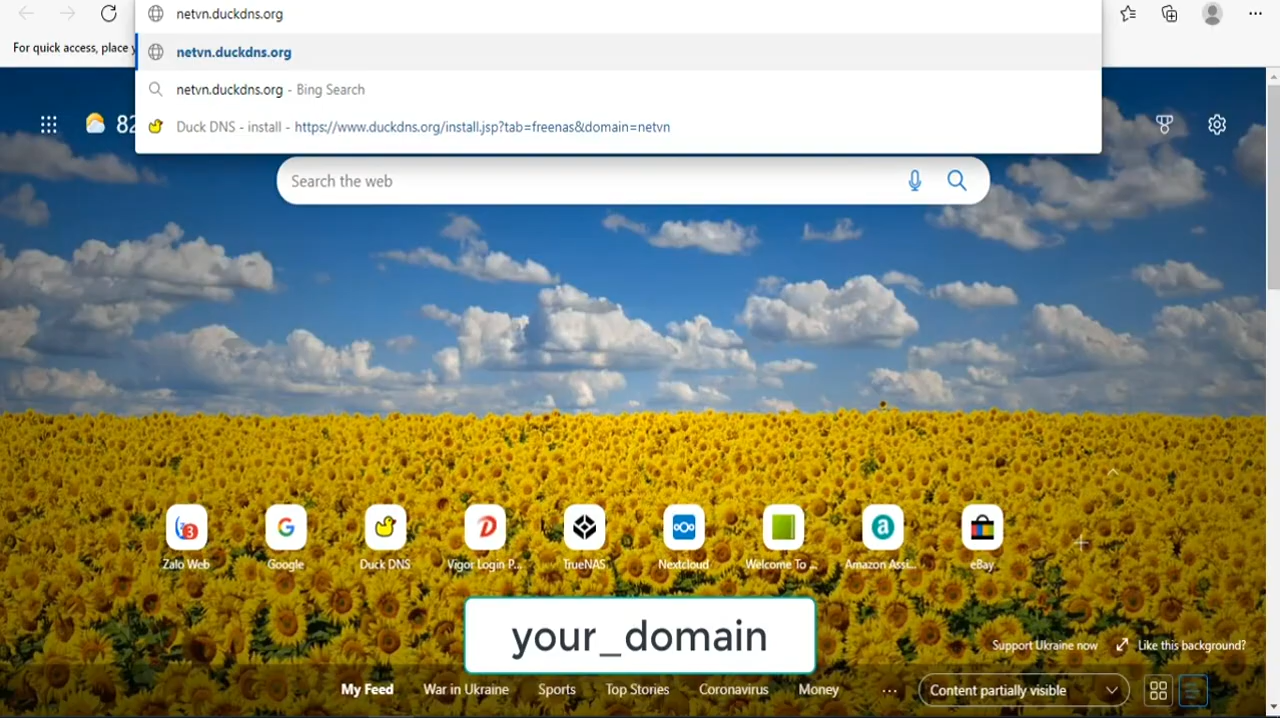 netvn.duckdns.org
For quick access, place y
netvn.duckdns.org
netvn.duckdns.org - Bing Search
Duck DNS - install - https://www.duckdns.org/install.jsp?tab=freenas&domain=netvn
82
Search the web
3
Zalo Web
Google
Duck DNS
Vigor Login P...
TrueNAS
Nextcloud
Welcome To ...
Amazon Assi...
eBay
your_domain
Support Ukraine now
Like this background?
My Feed
War in Ukraine
Sports
Top Stories
Coronavirus
Money
...
Content partially visible